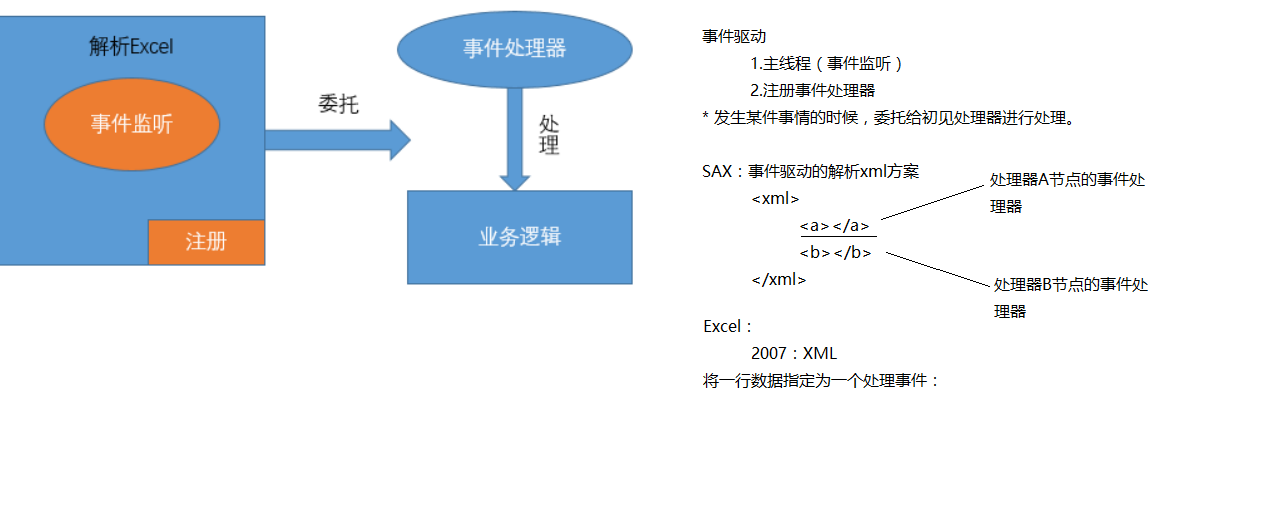 解析Excel
事件监听
注册
委托
事件处理器
处
理
业务逻辑
事件驱动
1.主线程（事件监听）
2.注册事件处理器
* 发生某件事情的时候，委托给初见处理器进行处理。
SAX：事件驱动的解析xml方案
<xml>
<a></a>
<b></b>
</xml>
处理器A节点的事件处
理器
处理器B节点的事件处
理器
Excel：
2007：XML
将一行数据指定为一个处理事件：